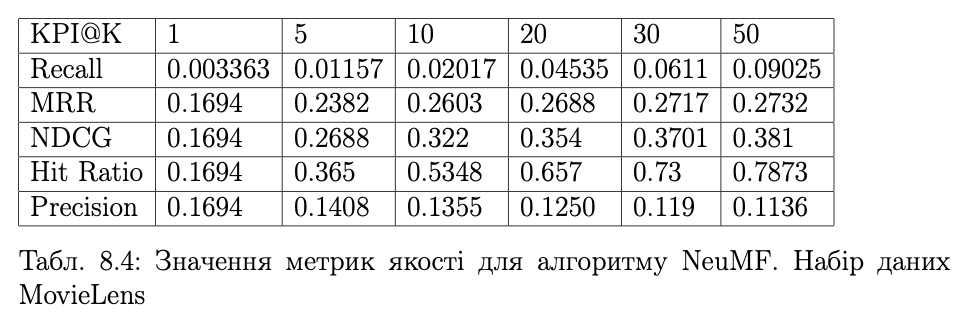 KPI@K 1 5 10 20 30 50
Recall 0.003363 0.01157 0.02017 0.04535 0.0611 0.09025
MRR 0.1694 0.2382 0.2603 0.2688 0.2717 0.2732
NDCG 0.1694 0.2688 0.322 0.354 0.3701 0.381
Hit Ratio 0.1694 0.365 0.5348 0.657 0.73 0.7873
Precision 0.1694 0.1408 0.1355 0.1250 0.119 0.1136
Табл. 8.4: Значення метрик якості для алгоритму NeuMF. Набір даних
MovieLens